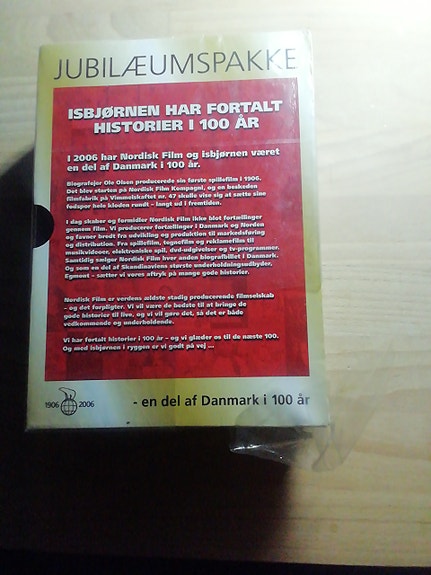 JUBILÆUMSPAKKE
ISBJØRNEN HAR FORTALT
HISTORIER I 100 ÅR
I 2006 har Nordisk Film og isbjørnen været
en del af Danmark i 100 år.
Biografejer Ole Olsen producerede sin første spillefilm i 1906.
Det blev starten på Nordisk Film Kompagni, og en beskeden
filmfabrik på Vimmelskaftet nr. 47 skulle vise sig at sætte sine
fodspor hele kloden rundt – langt ud i fremtiden.
I dag skaber og formidler Nordisk Film ikke blot fortællinger
gennem film. Vi producerer fortællinger i Danmark og Norden
og favner bredt fra udvikling og produktion til markedsføring
og distribution. Fra spillefilm, tegnefilm og reklamefilm til
musikvideoer, elektroniske spil, dvd-udgivelser og tv-programmer.
Samtidig sælger Nordisk Film hver anden biografbillet i Danmark.
Og som en del af Skandinaviens største underholdningsudbyder,
Egmont – sætter vi vores aftryk på mange gode historier.
Nordisk Film er verdens ældste stadig producerende filmselskab
– og det forpligter. Vi vil være de bedste til at bringe de
gode historier til live, og vi vil gøre det, så det er både
vedkommende og underholdende.
Vi har fortalt historier i 100 år – og vi glæder os til de næste 100.
Og med isbjørnen i ryggen er vi godt på vej ...
1906 2006
- en del af Danmark i 100 år